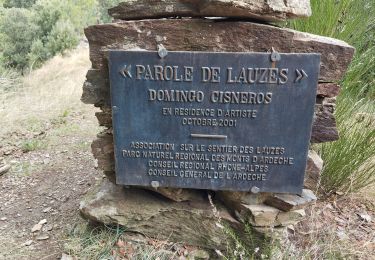 « PAROLE DE LAUZES »
DOMINGO CISNEROS
EN RÉSIDENCE D'ARTISTE
OCTOBRE 2001
ASSOCIATION SUR LE SENTIER DES LAUZES
PARC NATUREL RÉGIONAL DES MONTS D'ARDÈCHE
CONSEIL RÉGIONAL RHÔNE-ALPES
CONSEIL GÉNÉRAL DE L'ARDÈCHE